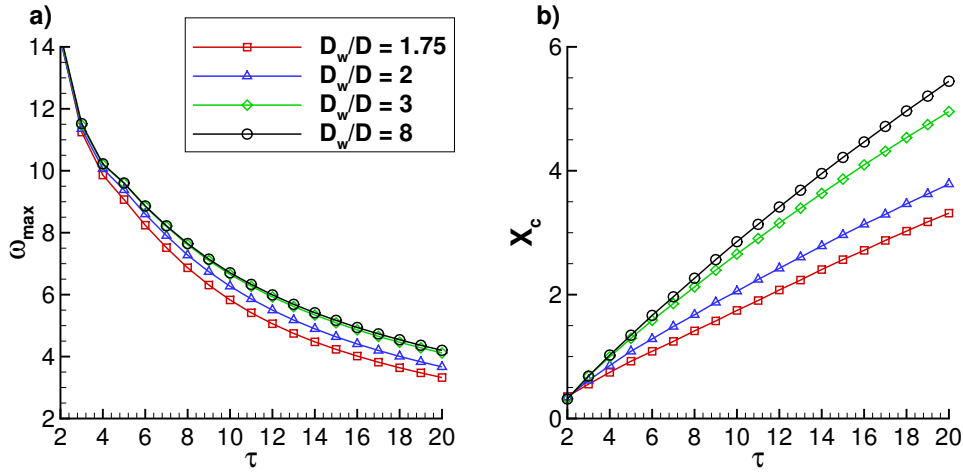 a)
D_w/D = 1.75
D_w/D = 2
D_w/D = 3
D_w/D = 8
14
12
10
8
6
4
2
ω_max
2 4 6 8 10 12 14 16 18 20
τ
b)
6
4
2
0
X_c
2 4 6 8 10 12 14 16 18 20
τ